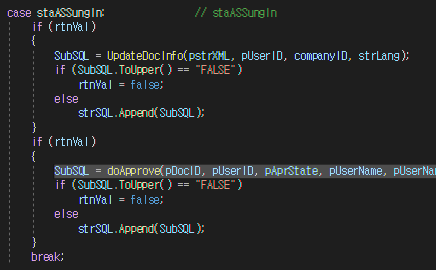 case staASSungIn:                // staASSungIn
    if (rtnVal)
    {
        SubSQL = UpdateDocInfo(pstrXML, pUserID, companyID, strLang);
        if (SubSQL.ToUpper() == "FALSE")
            rtnVal = false;
        else
            strSQL.Append(SubSQL);
    }
    if (rtnVal)
    {
        SubSQL = doApprove(pDocID, pUserID, pAprState, pUserName, pUserNa
        if (SubSQL.ToUpper() == "FALSE")
            rtnVal = false;
        else
            strSQL.Append(SubSQL);
    }
    break;